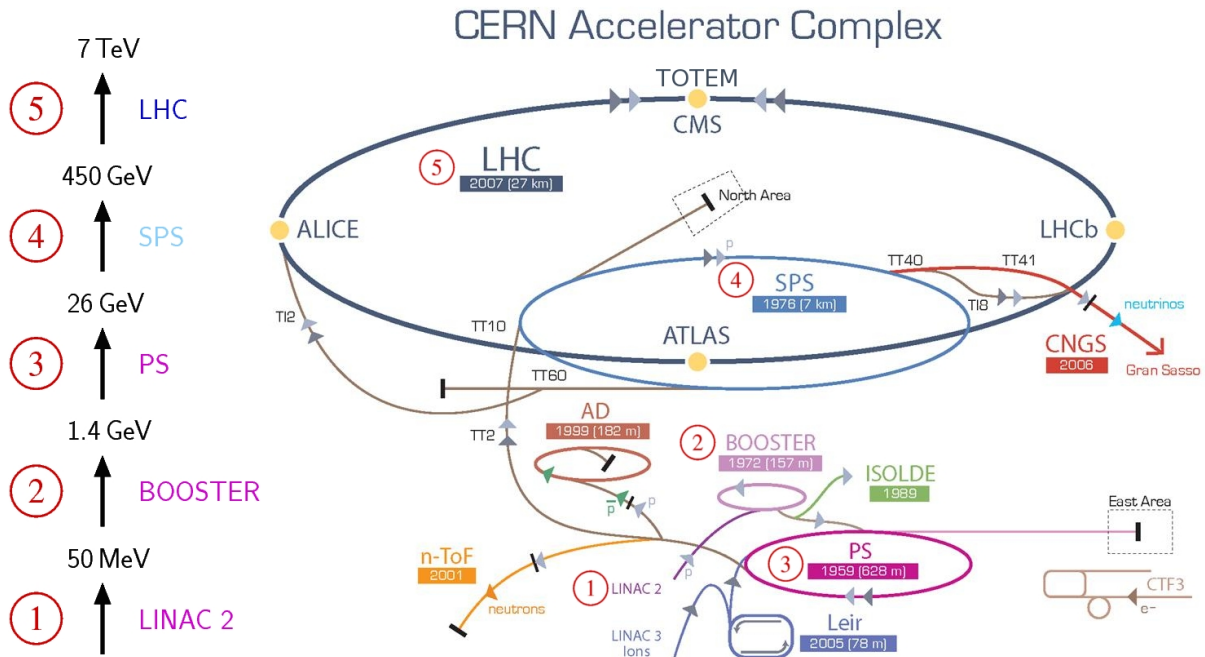 CERN Accelerator Complex
7 TeV
5
LHC
450 GeV
4
SPS
26 GeV
3
PS
1.4 GeV
2
BOOSTER
50 MeV
1
LINAC 2
TOTEM
CMS
5
LHC
2007 (27 km)
North Area
ALICE
LHCb
p
TT40
TT41
4
SPS
1976 (7 km)
TI8
neutrinos
TI2
TT10
ATLAS
CNGS
2006
Gran Sasso
TT60
AD
1999 (182 m)
TT2
2
BOOSTER
1972 (157 m)
ISOLDE
1989
p
p
East Area
n-ToF
2001
p
3
PS
1959 (628 m)
1
LINAC 2
neutrons
CTF3
e-
LINAC 3
Ions
Leir
2005 (78 m)